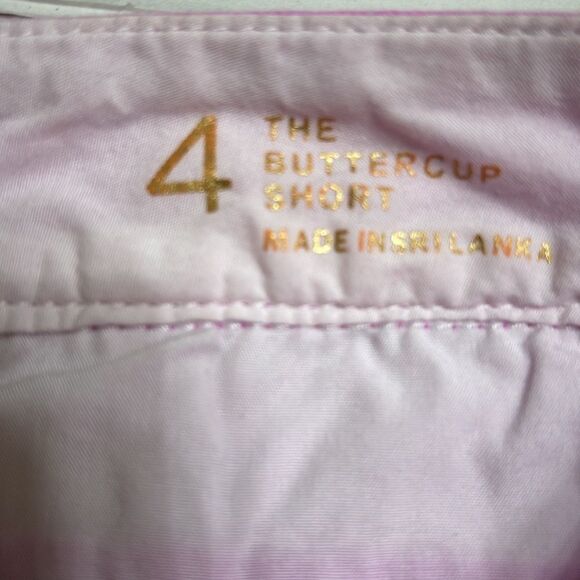 4 THE
BUTTERCUP
SHORT
MADE IN SRI LANKA